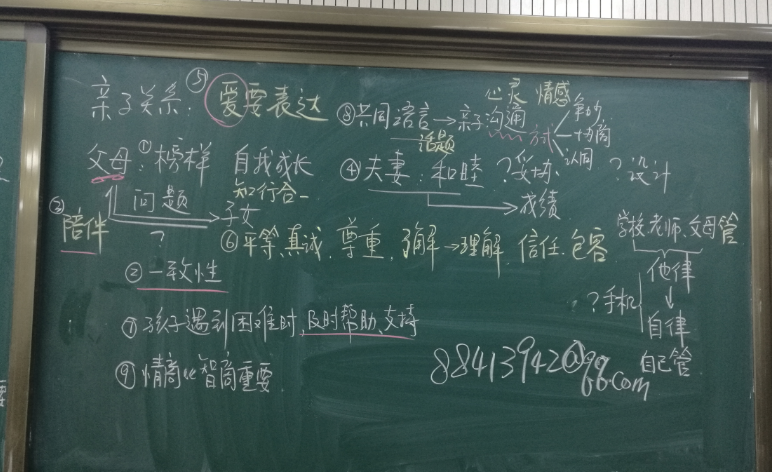 心灵 情感
亲子关系: ⑤ 爱要表达 ⑧共同语言→亲子沟通 争吵
话题 方式 协商
认同
父母: ① 榜样 自我成长 ④夫妻:和睦 ?妥协 ?设计
问题 知行合一
子女 →成绩
③ 陪伴
? ⑥平等.真诚.尊重.了解→理解.信任.包容
学校老师.父母管
②一致性 他律
?手机
⑦孩子遇到困难时,及时帮助、支持 自律
自己管
⑨情商比智商重要
88413942@qq.com